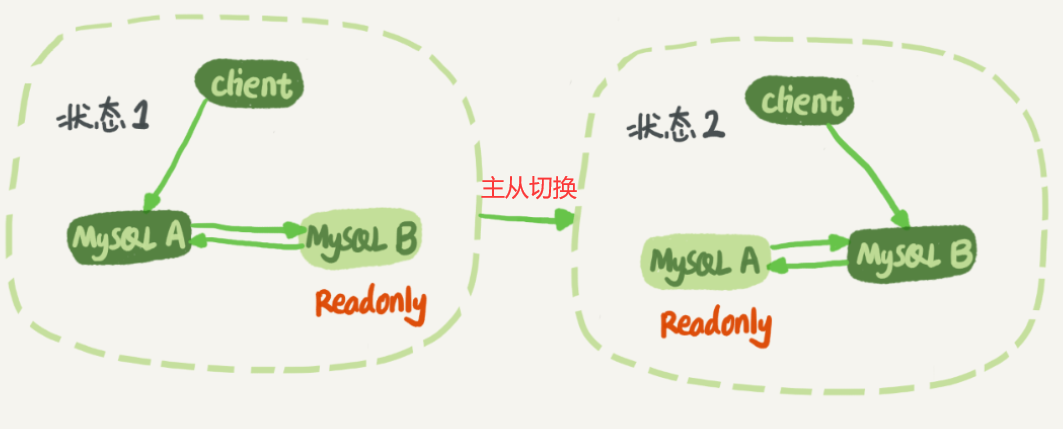 client
状态1
MySQL A
MySQL B
Readonly
主从切换
client
状态2
MySQL A
MySQL B
Readonly